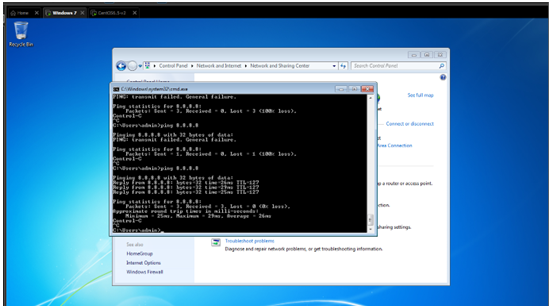 Home
Windows 7
CentOS6.5-v2
Recycle Bin
Control Panel
Network and Internet
Network and Sharing Center
Search Control Panel
See full map
Connect or disconnect
C:\Windows\system32\cmd.exe
PING: transmit failed. General failure.
Ping statistics for 8.8.8.8:
Packets: Sent = 3, Received = 0, Lost = 3 (100% loss),
Control-C
^C
C:\Users\admin>ping 8.8.8.8
Pinging 8.8.8.8 with 32 bytes of data:
PING: transmit failed. General failure.
Ping statistics for 8.8.8.8:
Packets: Sent = 1, Received = 0, Lost = 1 (100% loss),
Control-C
^C
C:\Users\admin>ping 8.8.8.8
Pinging 8.8.8.8 with 32 bytes of data:
Reply from 8.8.8.8: bytes=32 TTL=127
Reply from 8.8.8.8: bytes=32 time=29ms TTL=127
Reply from 8.8.8.8: bytes=32 time=25ms TTL=127
Ping statistics for 8.8.8.8:
Packets: Sent = 3, Received = 3, Lost = 0 (0% loss),
Approximate round trip times in milli-seconds:
Minimum = 25ms, Maximum = 29ms, Average = 26ms
Control-C
^C
C:\Users\admin>
Area Connection
up a router or access point.
sharing settings.
See also
HomeGroup
Internet Options
Windows Firewall
Troubleshoot problems
Diagnose and repair network problems, or get troubleshooting information.